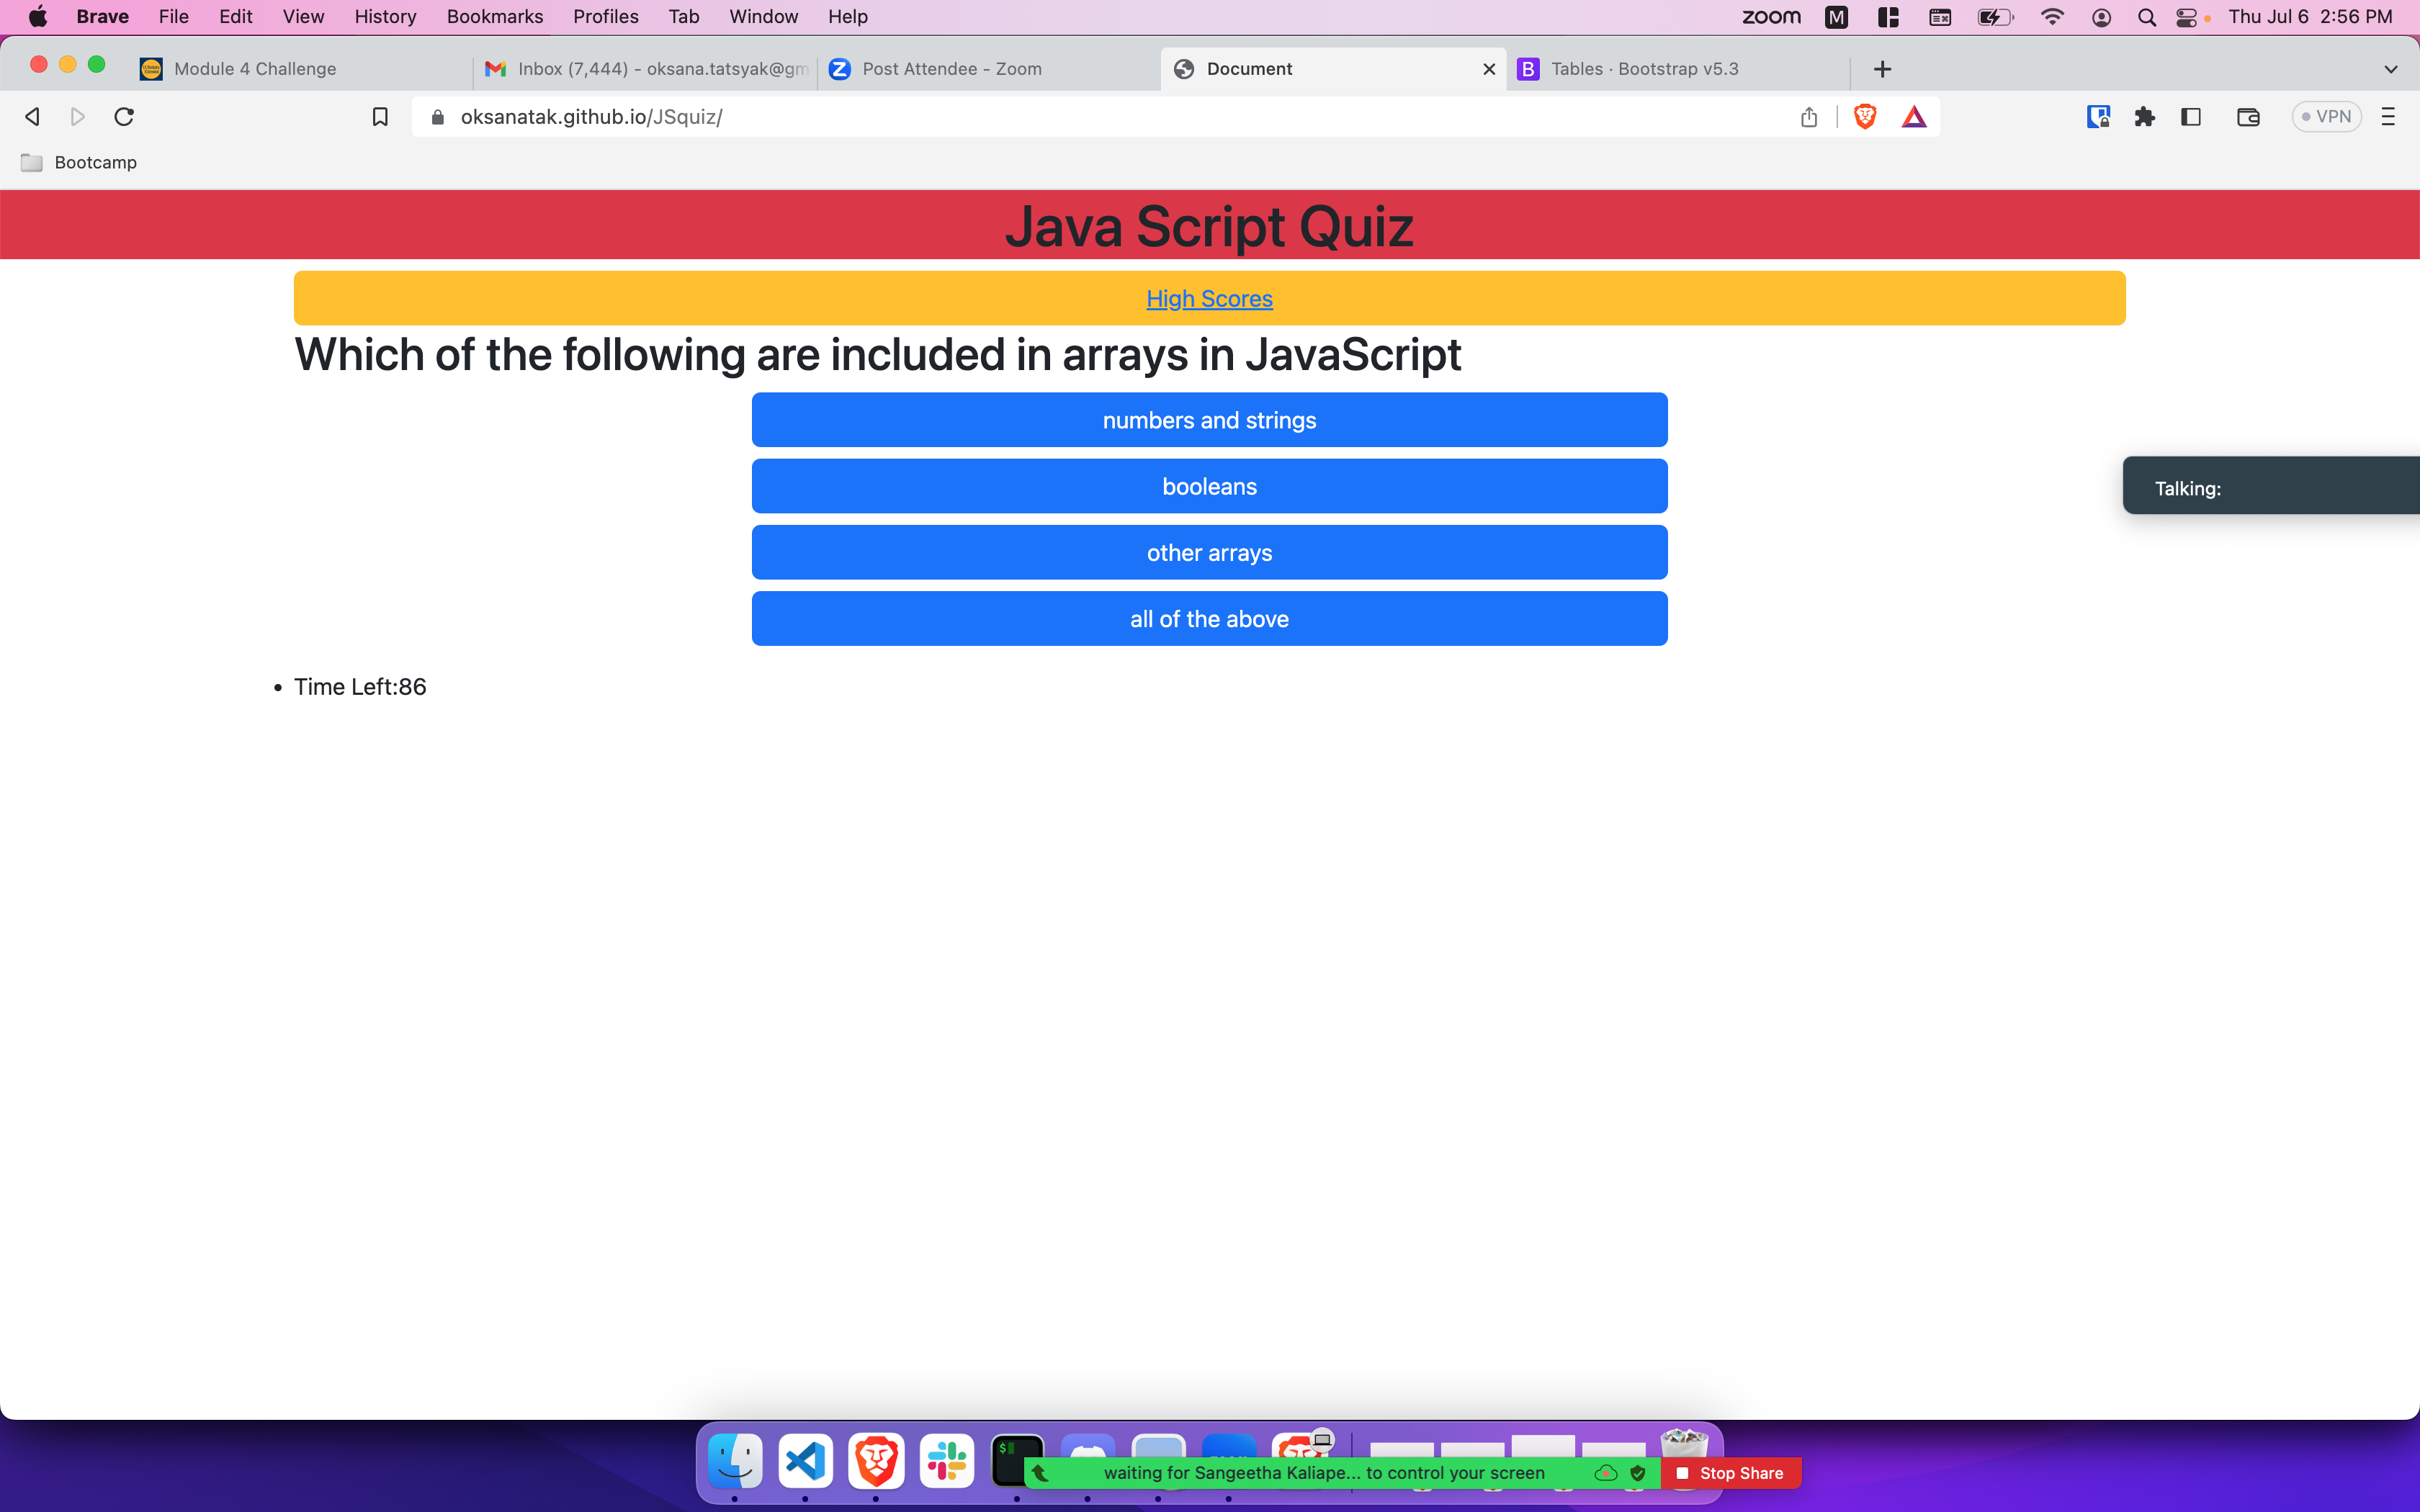 Brave File Edit View History Bookmarks Profiles Tab Window Help zoom M Thu Jul 6 2:56 PM
Module 4 Challenge Inbox (7,444) - oksana.tatsyak@gm Post Attendee - Zoom Document B Tables · Bootstrap v5.3
oksanatak.github.io/JSquiz/ VPN
Bootcamp
Java Script Quiz
High Scores
Which of the following are included in arrays in JavaScript
numbers and strings
booleans
Talking:
other arrays
all of the above
Time Left:86
waiting for Sangeetha Kaliape... to control your screen Stop Share